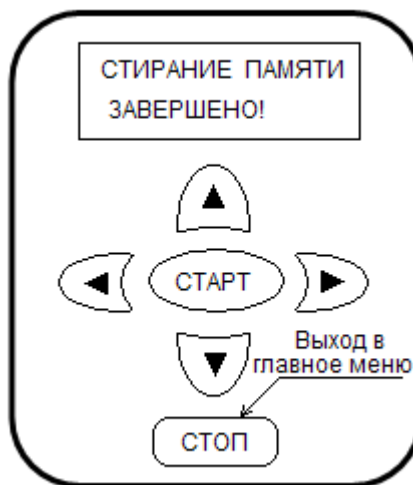 СТИРАНИЕ ПАМЯТИ
ЗАВЕРШЕНО!
СТАРТ
Выход в
главное меню
СТОП